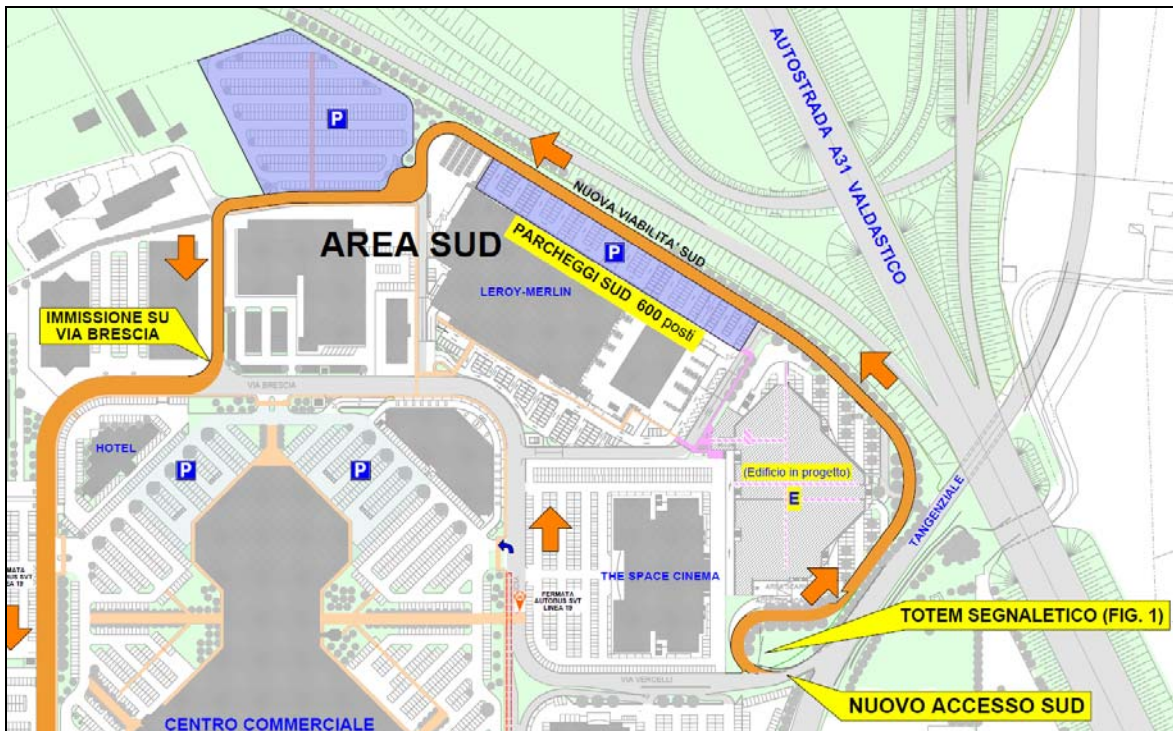 AUTOSTRADA A31 VALDASTICO
P
NUOVA VIABILITA' SUD
P
AREA SUD
PARCHEGGI SUD 600 posti
LEROY-MERLIN
IMMISSIONE SU
VIA BRESCIA
VIA BRESCIA
HOTEL
P
P
(Edificio in progetto)
E
TANGENZIALE
THE SPACE CINEMA
FERMATA
AUTOBUS SVT
LINEA 19
TOTEM SEGNALETICO (FIG. 1)
VIA VERCELLI
NUOVO ACCESSO SUD
CENTRO COMMERCIALE